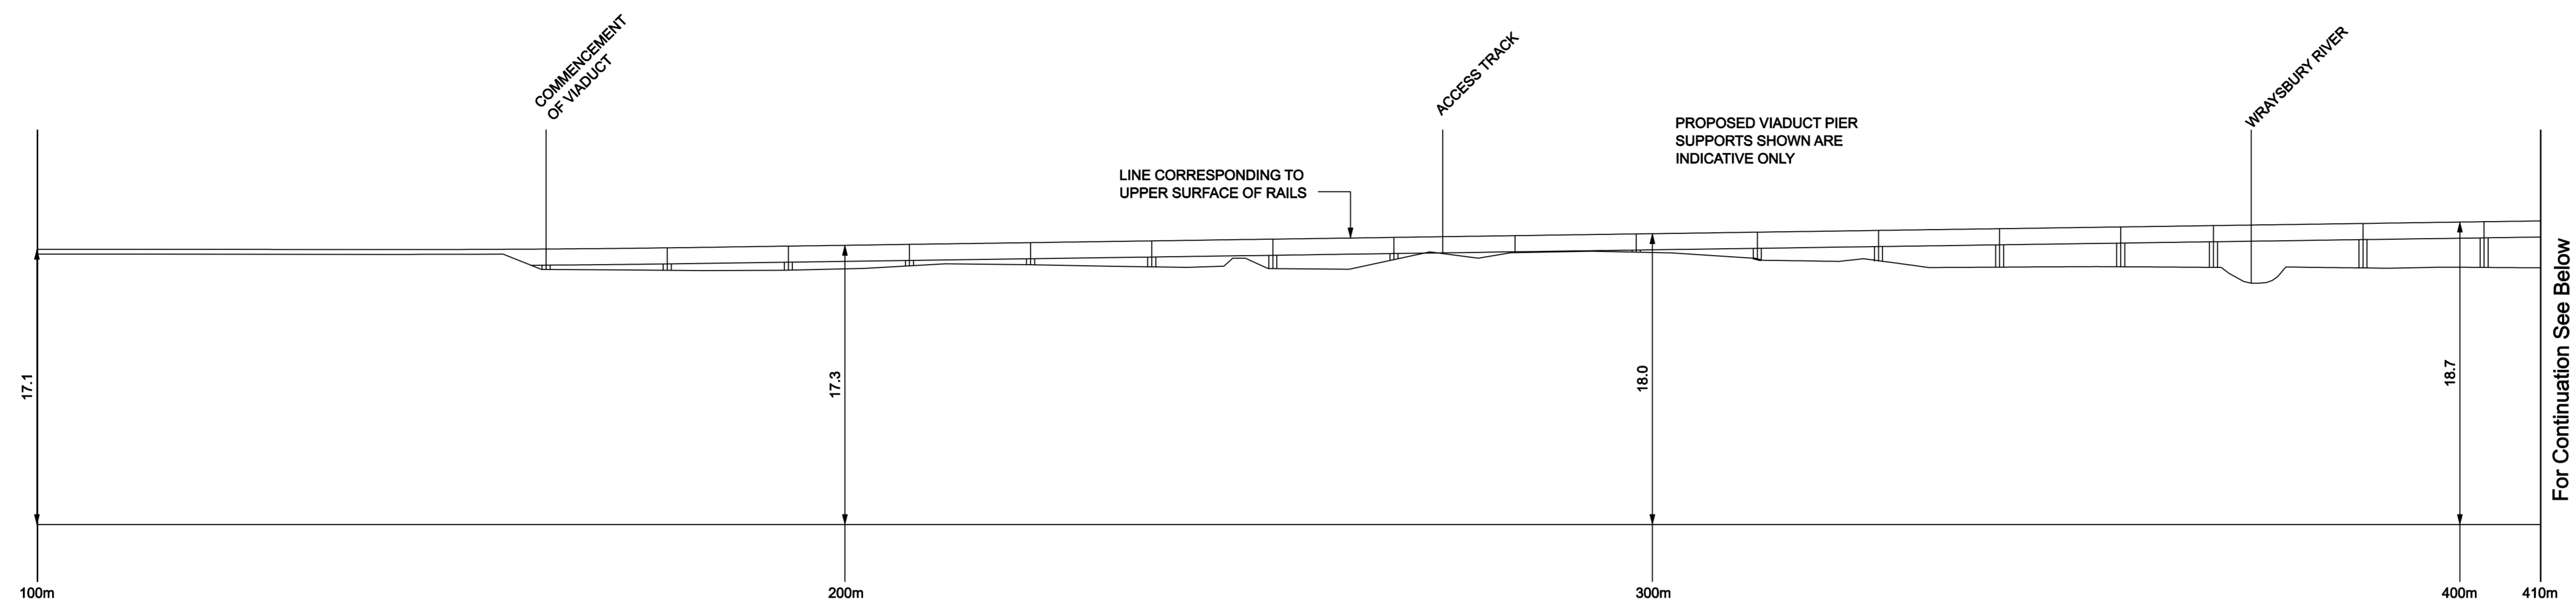 COMMENCEMENT
OF VIADUCT
ACCESS TRACK
WRAYSBURY RIVER
PROPOSED VIADUCT PIER
SUPPORTS SHOWN ARE
INDICATIVE ONLY
LINE CORRESPONDING TO
UPPER SURFACE OF RAILS
17.1
17.3
18.0
18.7
For Continuation See Below
100m
200m
300m
400m
410m